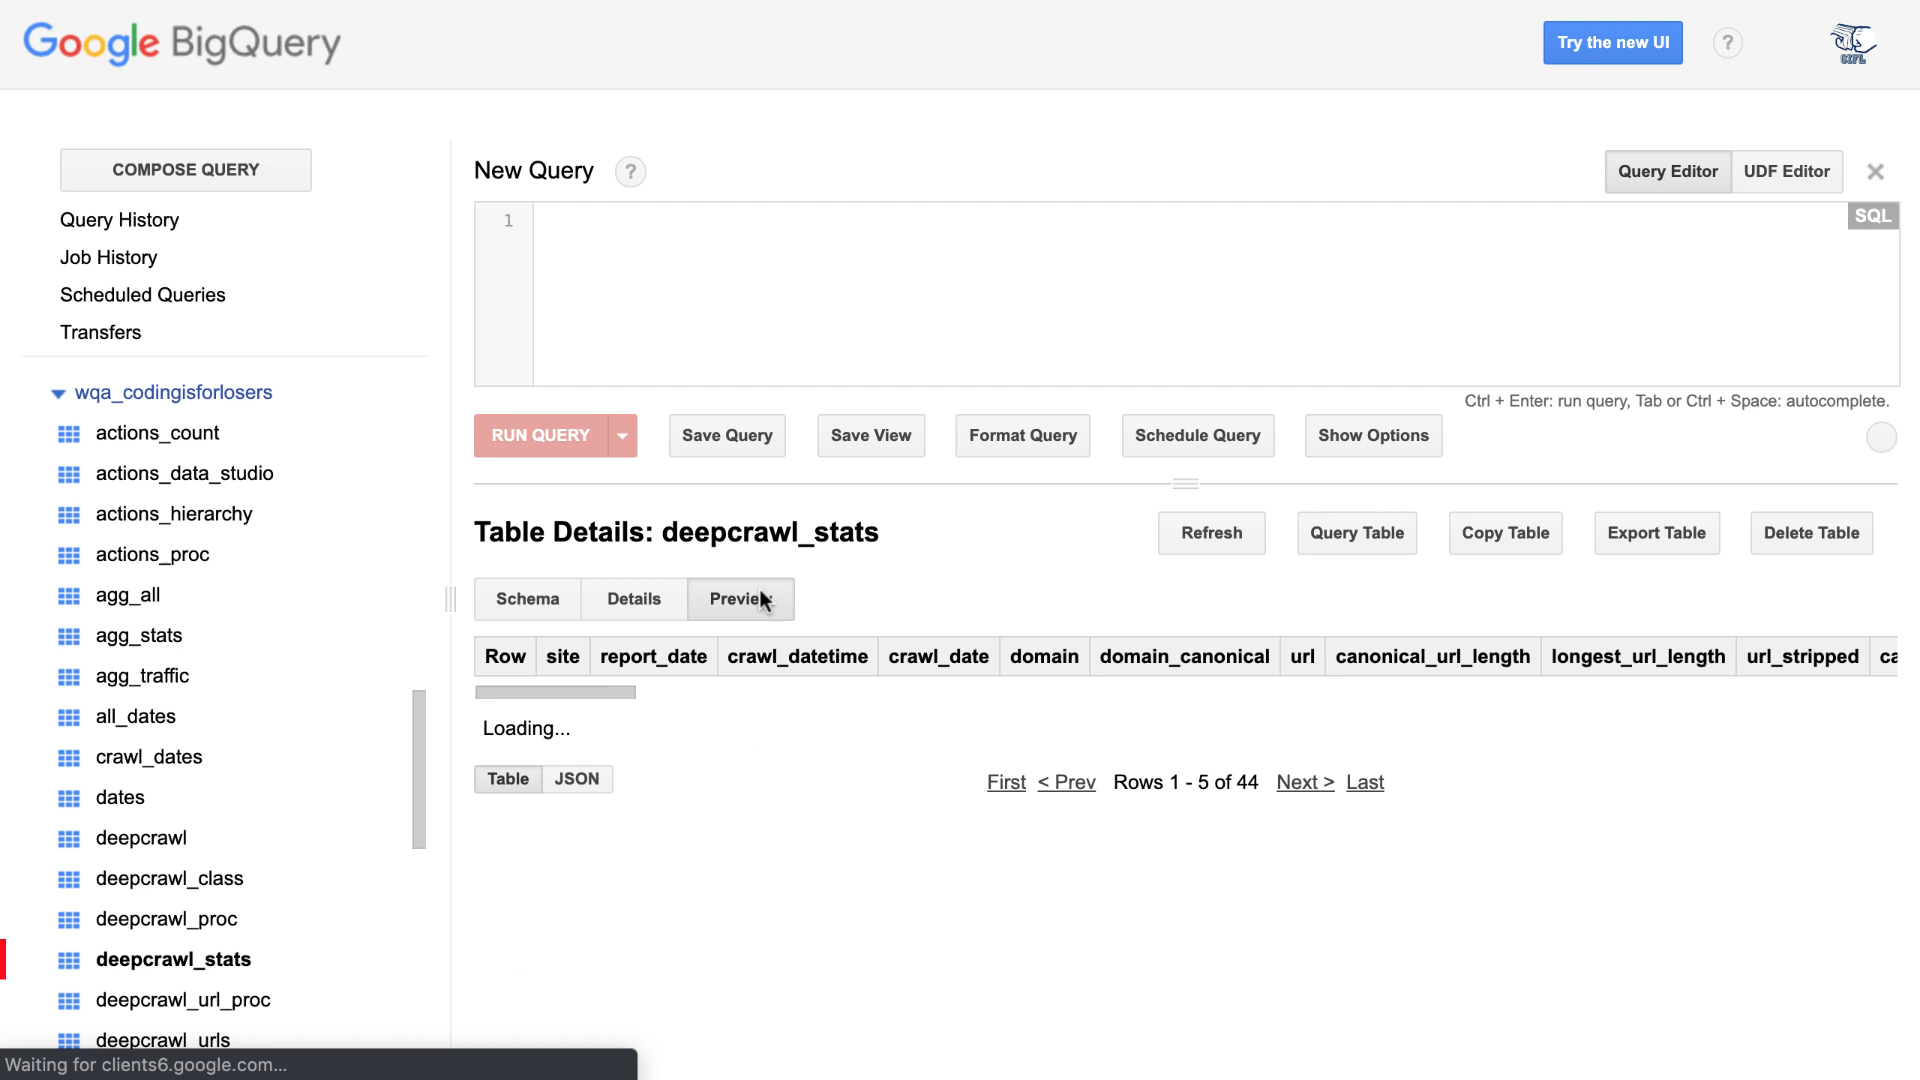 Google BigQuery
Try the new UI
?
CIFL
COMPOSE QUERY
Query History
Job History
Scheduled Queries
Transfers
wqa_codingisforlosers
actions_count
actions_data_studio
actions_hierarchy
actions_proc
agg_all
agg_stats
agg_traffic
all_dates
crawl_dates
dates
deepcrawl
deepcrawl_class
deepcrawl_proc
deepcrawl_stats
deepcrawl_url_proc
deepcrawl_urls
Waiting for clients6.google.com...
New Query ?
Query Editor UDF Editor
1
SQL
Ctrl + Enter: run query, Tab or Ctrl + Space: autocomplete.
RUN QUERY Save Query Save View Format Query Schedule Query Show Options
Table Details: deepcrawl_stats
Refresh Query Table Copy Table Export Table Delete Table
Schema Details Preview
Row site report_date crawl_datetime crawl_date domain domain_canonical url canonical_url_length longest_url_length url_stripped ca
Loading...
Table JSON
First < Prev Rows 1 - 5 of 44 Next > Last